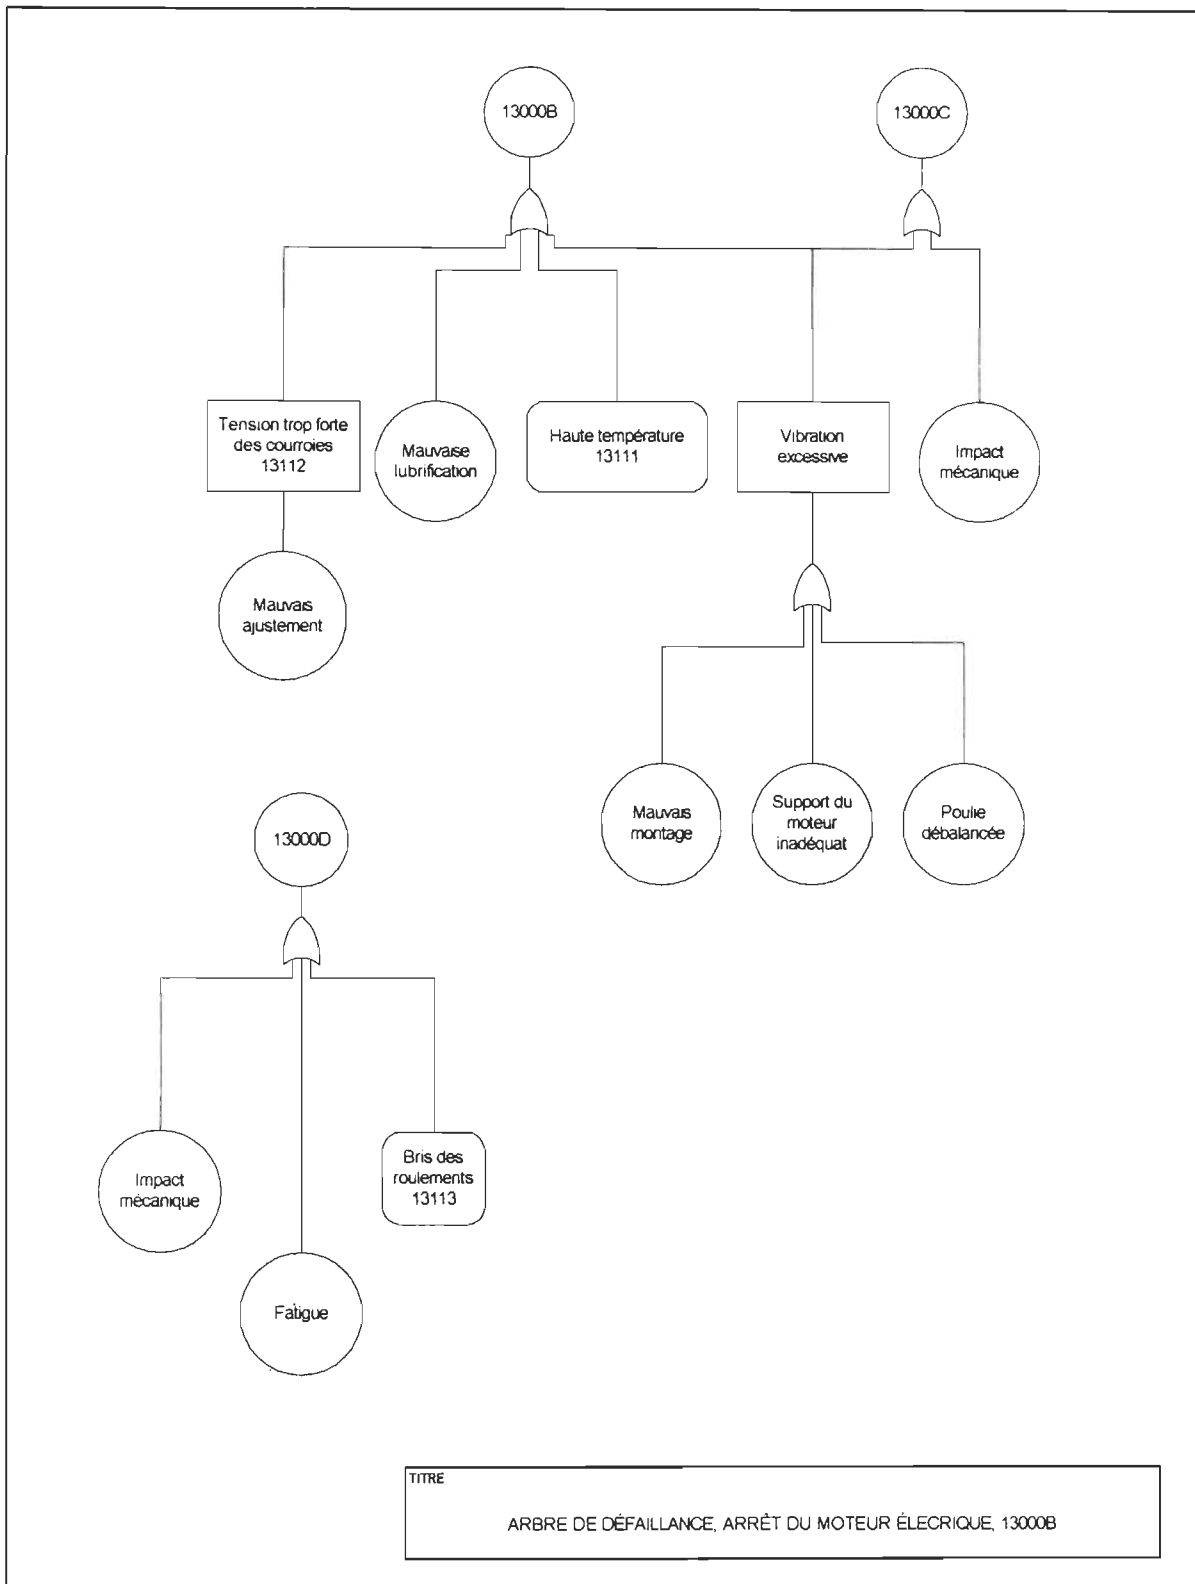 13000B
13000C
Tension trop forte
des courroies
13112
Mauvaise
lubrification
Haute température
13111
Vibration
excessive
Impact
mécanique
Mauvais
ajustement
Mauvais
montage
Support du
moteur
inadéquat
Poulie
débalancée
13000D
Impact
mécanique
Bris des
roulements
13113
Fatigue
TITRE
ARBRE DE DÉFAILLANCE, ARRÊT DU MOTEUR ÉLECRIQUE, 13000B